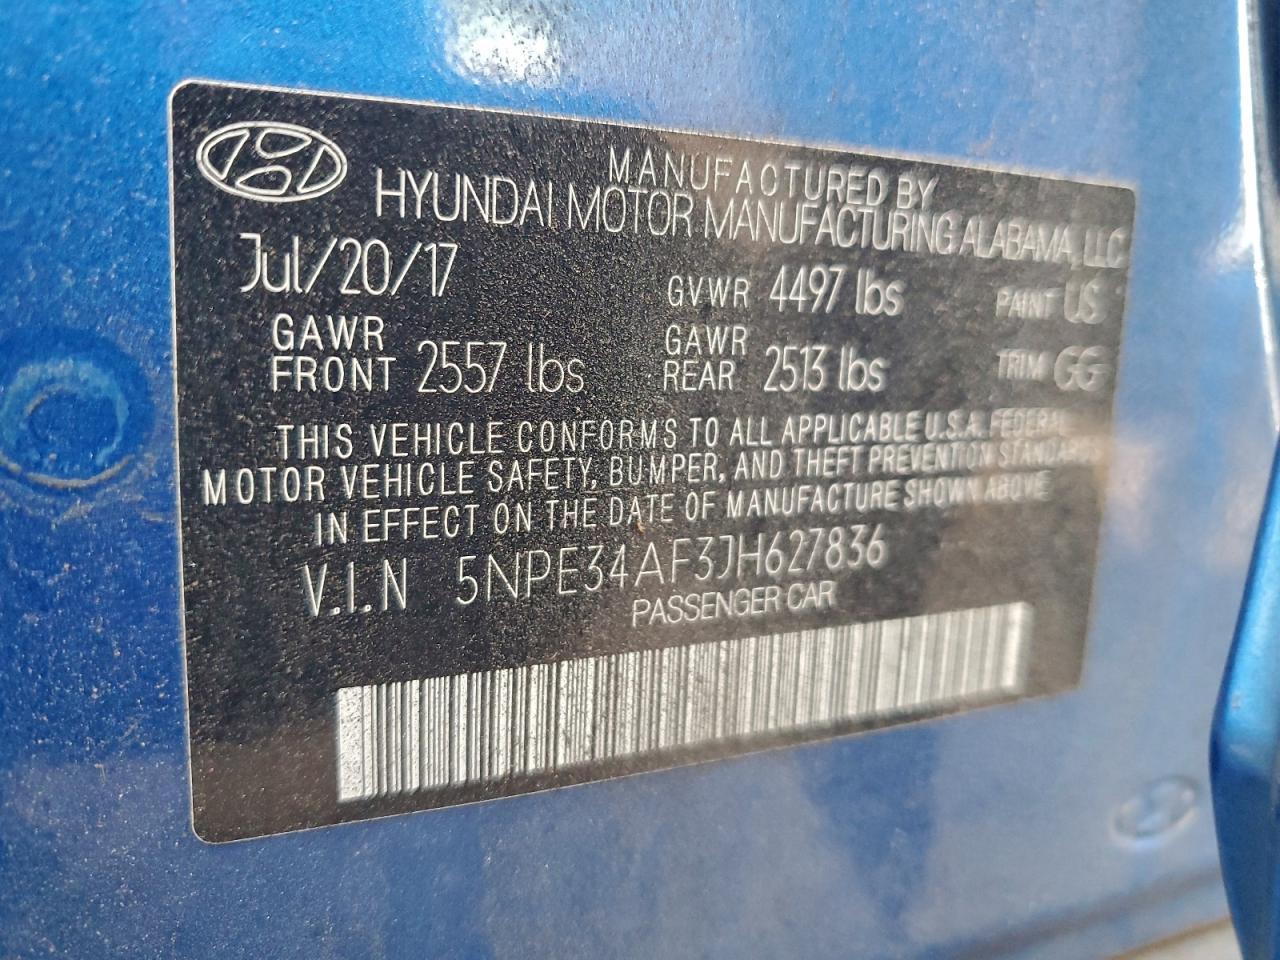 MANUFACTURED BY
HYUNDAI MOTOR MANUFACTURING ALABAMA, LLC
Jul/20/17 GVWR 4497 lbs PAINT US
GAWR FRONT 2557 lbs GAWR REAR 2513 lbs TRIM GG
THIS VEHICLE CONFORMS TO ALL APPLICABLE U.S.A. FEDERAL
MOTOR VEHICLE SAFETY, BUMPER, AND THEFT PREVENTION STANDARDS
IN EFFECT ON THE DATE OF MANUFACTURE SHOWN ABOVE
V.I.N 5NPE34AF3JH627836
PASSENGER CAR